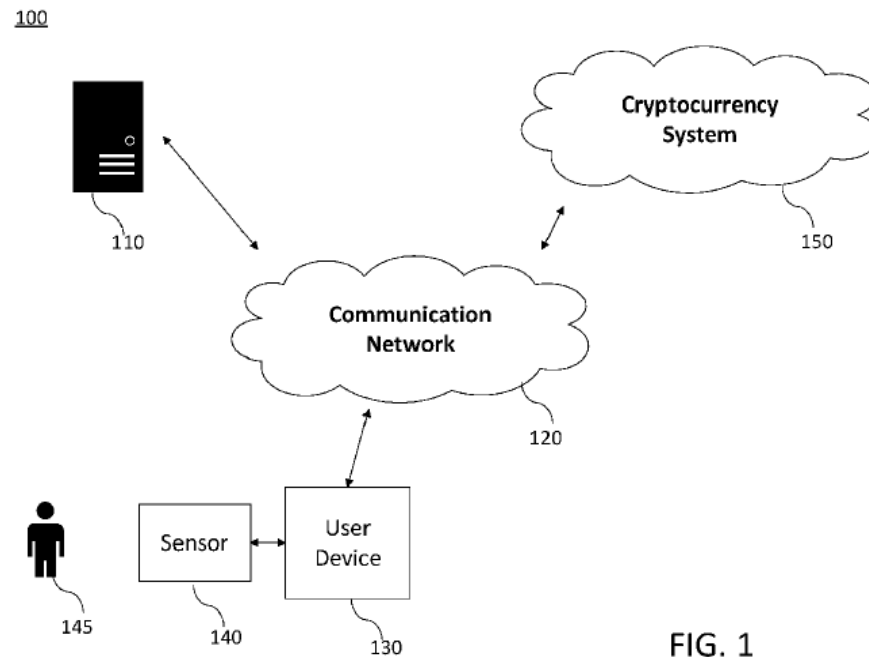 100
Cryptocurrency
System
110
150
Communication
Network
120
Sensor
User
Device
145
140
130
FIG. 1